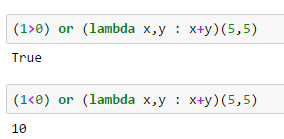 (1>0) or (lambda x,y : x+y)(5,5)
True
(1<0) or (lambda x,y : x+y)(5,5)
10